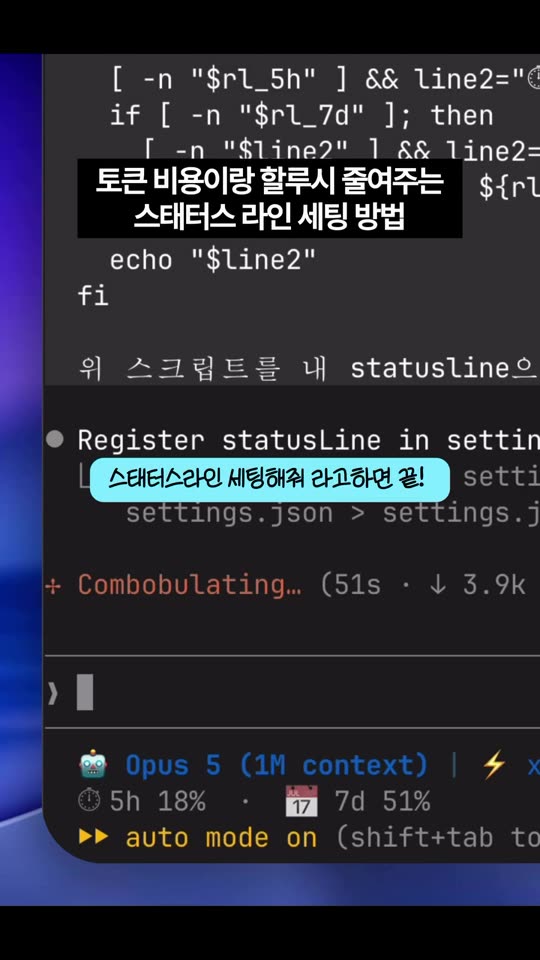 [ -n "$rl_5h" ] && line2="⏱
if [ -n "$rl_7d" ]; then
[ -n "$line2" ] && line2=
토큰 비용이랑 할루시 줄여주는
${rl
스태터스 라인 세팅 방법
echo "$line2"
fi
위 스크립트를 내 statusline으
● Register statusLine in settin
스태터스라인 세팅해줘 라고하면 끝!
setti
settings.json > settings.j
✢ Combobulating… (51s · ↓ 3.9k
❯
🤖 Opus 5 (1M context) | ⚡ x
⏱ 5h 18% · 📅 7d 51%
⏵⏵ auto mode on (shift+tab to